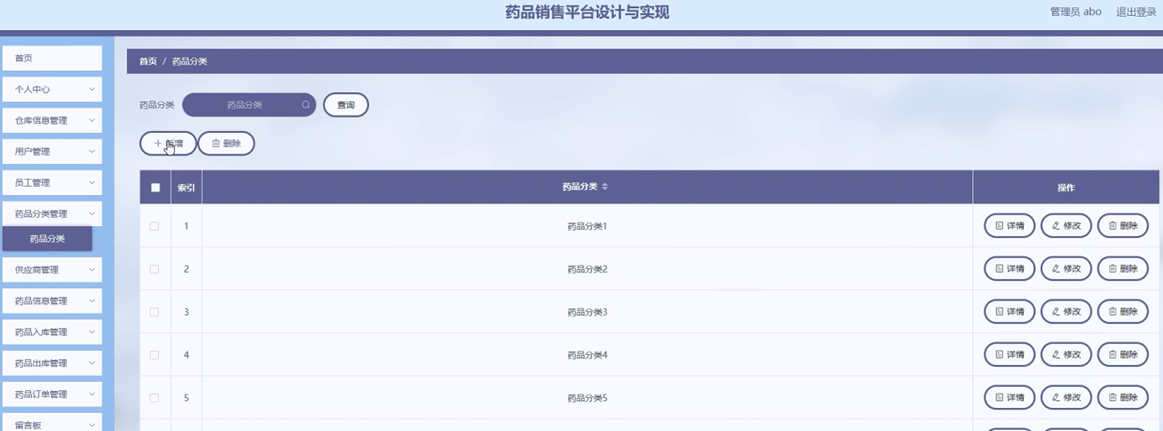 药品销售平台设计与实现
管理员 abo 退出登录
首页
个人中心
仓库信息管理
用户管理
员工管理
药品分类管理
药品分类
供应商管理
药品信息管理
药品入库管理
药品出库管理
药品订单管理
留言板
首页 / 药品分类
药品分类 药品分类 查询
新增 删除
索引 药品分类 操作
1 药品分类1 详情 修改 删除
2 药品分类2 详情 修改 删除
3 药品分类3 详情 修改 删除
4 药品分类4 详情 修改 删除
5 药品分类5 详情 修改 删除